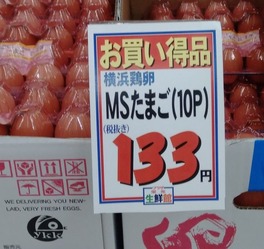 お買い得品
横浜鶏卵
MSたまご(10P)
(税抜き)
133円
生鮮館
WE DELIVERING YOU NEW-
LAID, VERY FRESH EGGS.
ykk